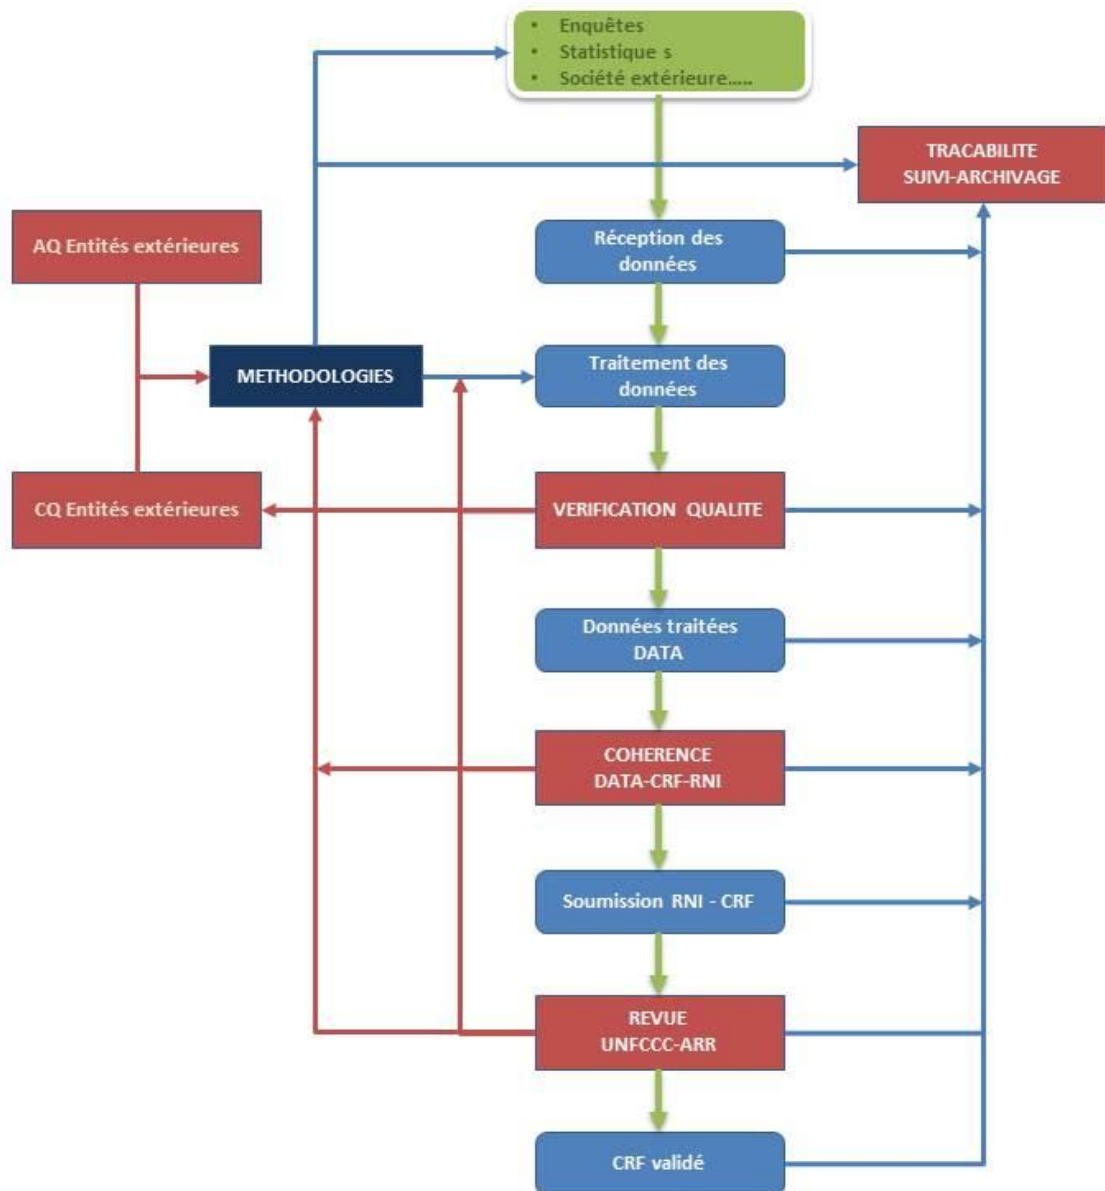 • Enquêtes
• Statistique s
• Société extérieure.....
TRACABILITE
SUIVI-ARCHIVAGE
AQ Entités extérieures
Réception des
données
METHODOLOGIES
Traitement des
données
CQ Entités extérieures
VERIFICATION QUALITE
Données traitées
DATA
COHERENCE
DATA-CRF-RNI
Soumission RNI - CRF
REVUE
UNFCCC-ARR
CRF validé